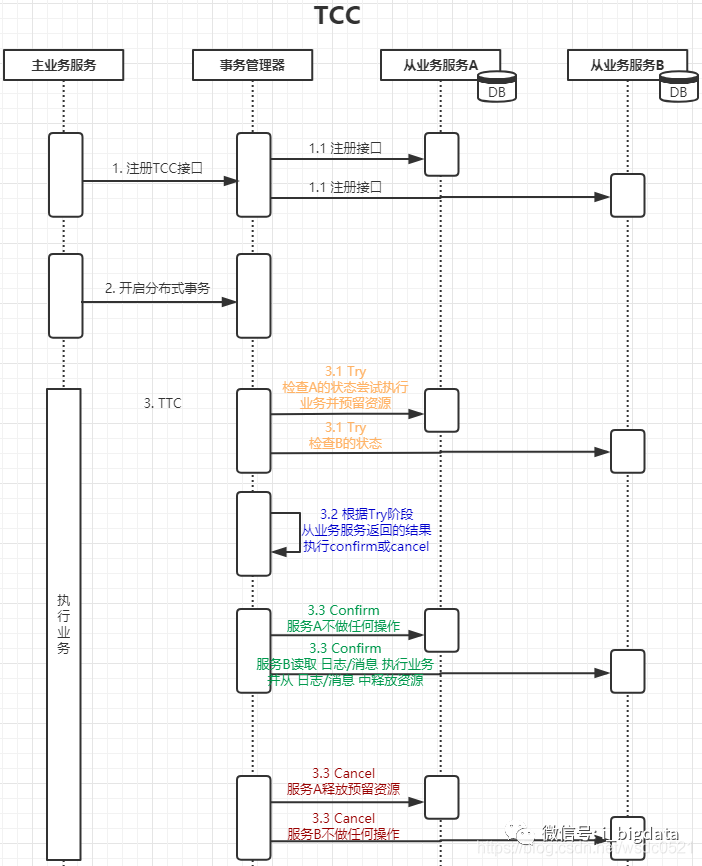 TCC
主业务服务
事务管理器
从业务服务A
DB
从业务服务B
DB
1. 注册TCC接口
1.1 注册接口
1.1 注册接口
2. 开启分布式事务
3. TTC
3.1 Try
检查A的状态尝试执行
业务并预留资源
3.1 Try
检查B的状态
3.2 根据Try阶段
从业务服务返回的结果
执行confirm或cancel
执行业务
3.3 Confirm
服务A不做任何操作
3.3 Confirm
服务B读取 日志/消息 执行业务
并从 日志/消息 中释放资源
3.3 Cancel
服务A释放预留资源
3.3 Cancel
服务B不做任何操作
微信号: i_bigdata
https://blog.csdn.net/wsdc0521